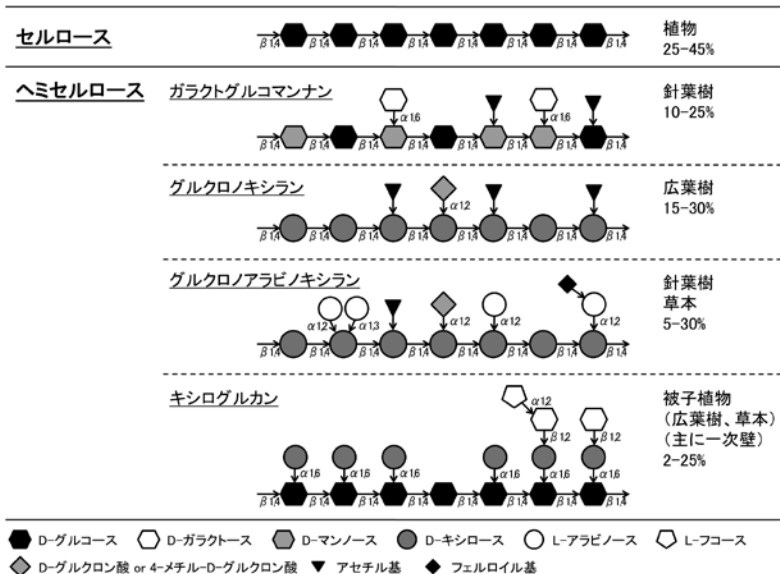 セルロース
β1,4 β1,4 β1,4 β1,4 β1,4 β1,4 β1,4 β1,4
植物
25-45%
ヘミセルロース
ガラクトグルコマンナン
α1,6 α1,6
β1,4 β1,4 β1,4 β1,4 β1,4 β1,4 β1,4 β1,4
針葉樹
10-25%
グルクロノキシラン
α1,2
β1,4 β1,4 β1,4 β1,4 β1,4 β1,4 β1,4 β1,4
広葉樹
15-30%
グルクロノアラビノキシラン
α1,2 α1,3 α1,2 α1,2 α1,2
β1,4 β1,4 β1,4 β1,4 β1,4 β1,4 β1,4 β1,4
針葉樹
草本
5-30%
キシログルカン
α1,2
β1,2 β1,2
α1,6 α1,6 α1,6 α1,6 α1,6 α1,6
β1,4 β1,4 β1,4 β1,4 β1,4 β1,4 β1,4 β1,4
被子植物
(広葉樹、草本)
(主に一次壁)
2-25%
D-グルコース D-ガラクトース D-マンノース D-キシロース L-アラビノース L-フコース
D-グルクロン酸 or 4-メチル-D-グルクロン酸 アセチル基 フェルロイル基